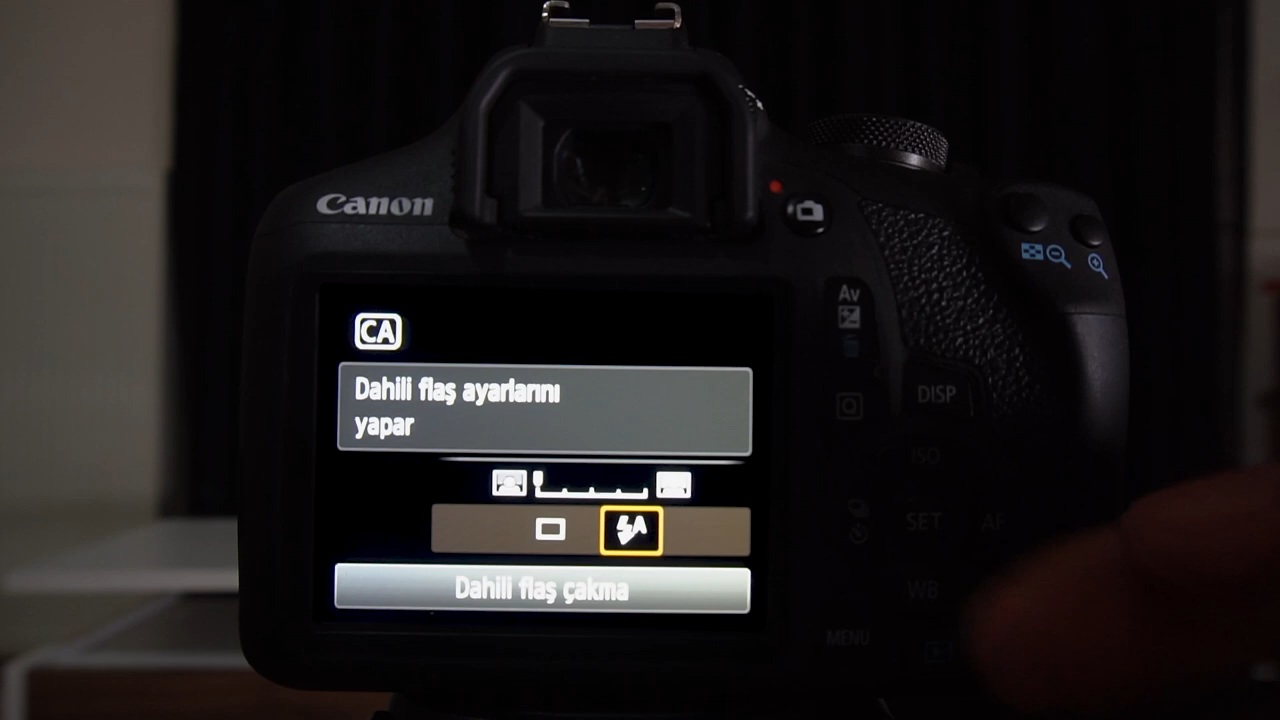 Canon
CA
Dahili flaş ayarlarını
yapar
A
Dahili flaş çakma
Av
Q
DISP
ISO
SET
AF
WB
MENU